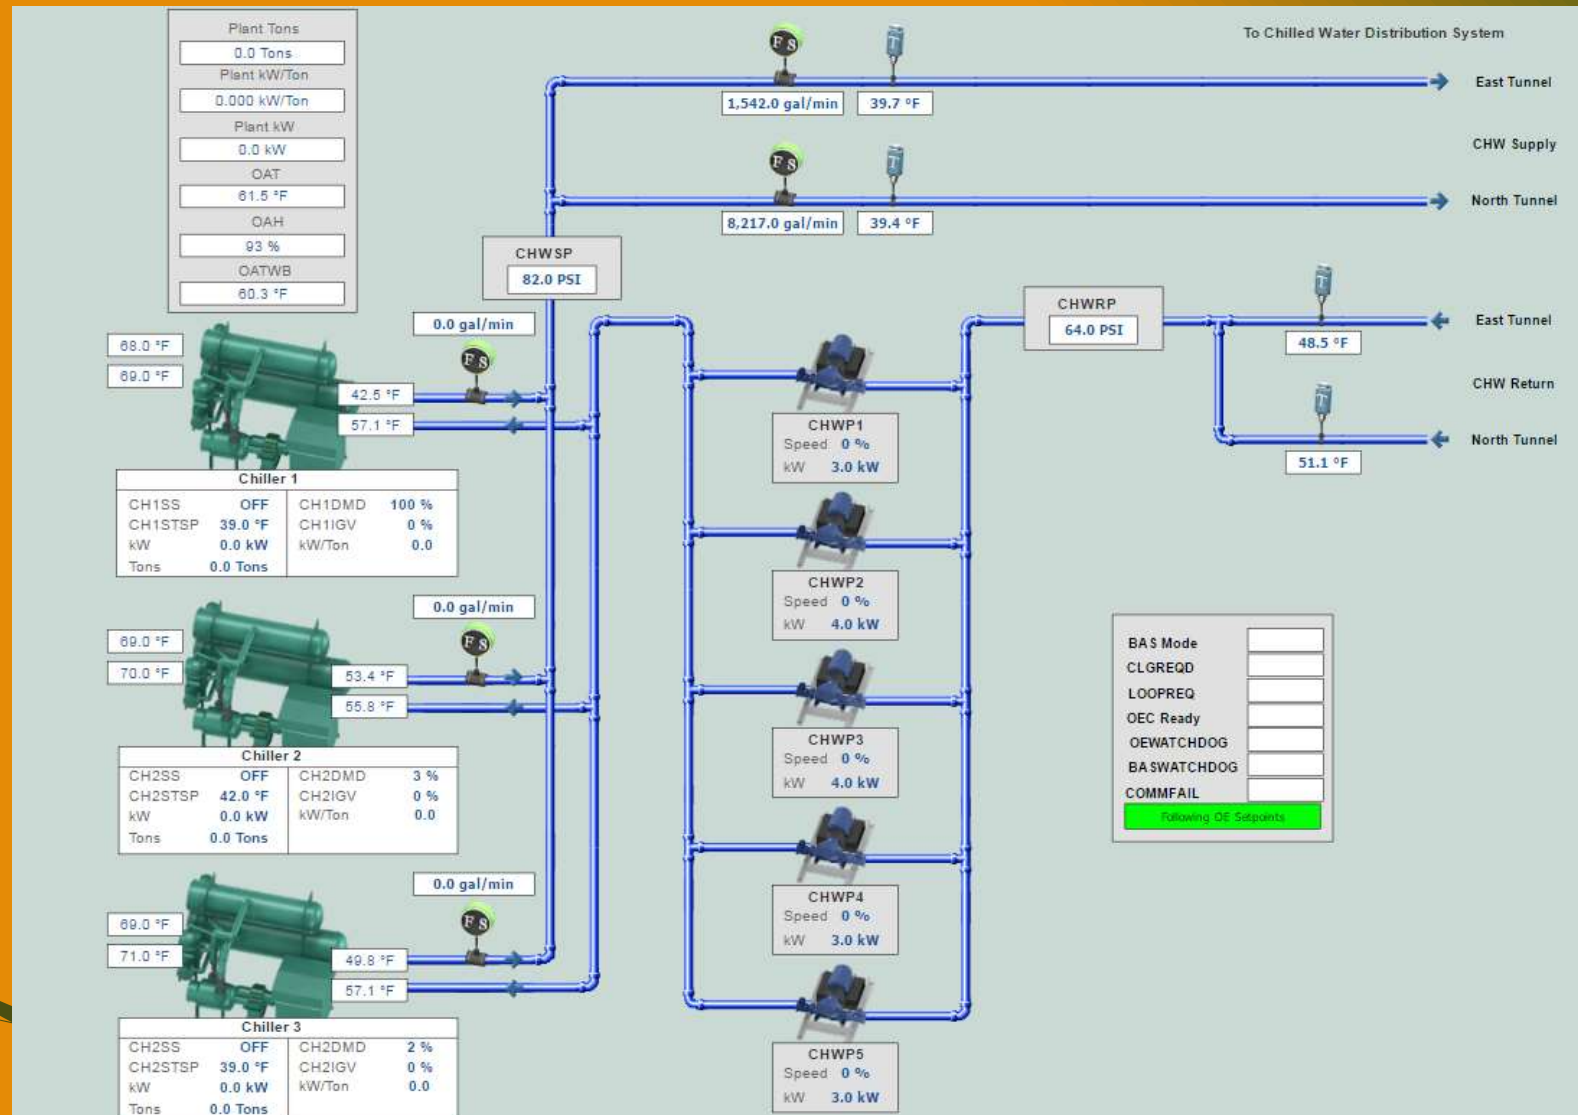 Plant Tons
0.0 Tons
Plant kW/Ton
0.000 kW/Ton
Plant kW
0.0 kW
OAT
61.5 °F
OAH
93 %
OATWB
60.3 °F
To Chilled Water Distribution System
F S
T
East Tunnel
1,542.0 gal/min
39.7 °F
CHW Supply
F S
T
North Tunnel
8,217.0 gal/min
39.4 °F
CHWSP
82.0 PSI
CHWRP
64.0 PSI
T
East Tunnel
48.5 °F
CHW Return
T
North Tunnel
51.1 °F
0.0 gal/min
F S
68.0 °F
69.0 °F
42.5 °F
57.1 °F
Chiller 1
CH1SS OFF CH1DMD 100 %
CH1STSP 39.0 °F CH1IGV 0 %
kW 0.0 kW kW/Ton 0.0
Tons 0.0 Tons
0.0 gal/min
F S
69.0 °F
70.0 °F
53.4 °F
55.8 °F
Chiller 2
CH2SS OFF CH2DMD 3 %
CH2STSP 42.0 °F CH2IGV 0 %
kW 0.0 kW kW/Ton 0.0
Tons 0.0 Tons
0.0 gal/min
F S
69.0 °F
71.0 °F
49.8 °F
57.1 °F
Chiller 3
CH2SS OFF CH2DMD 2 %
CH2STSP 39.0 °F CH2IGV 0 %
kW 0.0 kW kW/Ton 0.0
Tons 0.0 Tons
CHWP1
Speed 0 %
kW 3.0 kW
CHWP2
Speed 0 %
kW 4.0 kW
CHWP3
Speed 0 %
kW 4.0 kW
CHWP4
Speed 0 %
kW 3.0 kW
CHWP5
Speed 0 %
kW 3.0 kW
BAS Mode
CLGREQD
LOOPREQ
OEC Ready
OEWATCHDOG
BASWATCHDOG
COMMFAIL
Following OE Setpoints